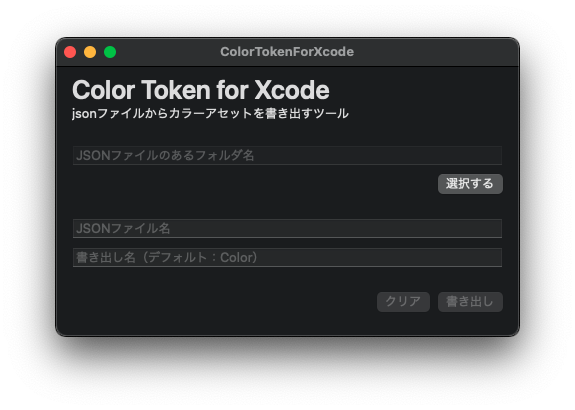 ColorTokenForXcode
Color Token for Xcode
jsonファイルからカラーアセットを書き出すツール
JSONファイルのあるフォルダ名
選択する
JSONファイル名
書き出し名（デフォルト：Color）
クリア
書き出し